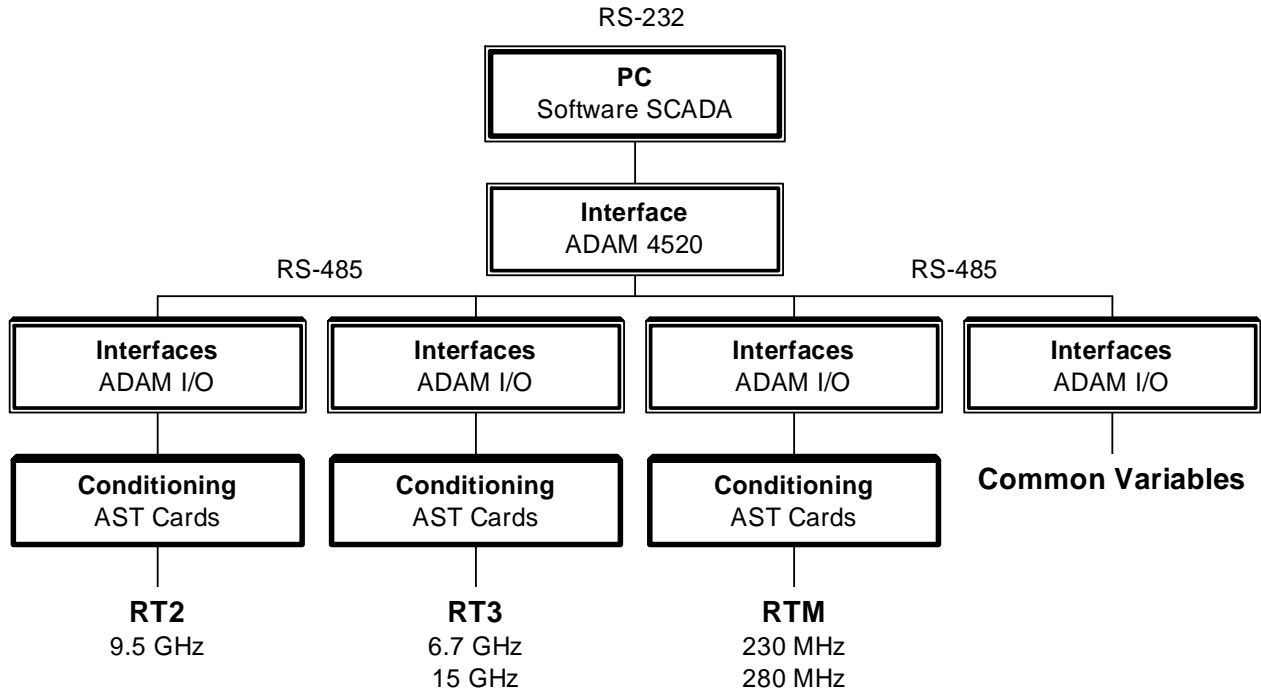 RS-232
PC
Software SCADA
Interface
ADAM 4520
RS-485
RS-485
Interfaces
ADAM I/O
Interfaces
ADAM I/O
Interfaces
ADAM I/O
Interfaces
ADAM I/O
Conditioning
AST Cards
Conditioning
AST Cards
Conditioning
AST Cards
Common Variables
RT2
9.5 GHz
RT3
6.7 GHz
15 GHz
RTM
230 MHz
280 MHz